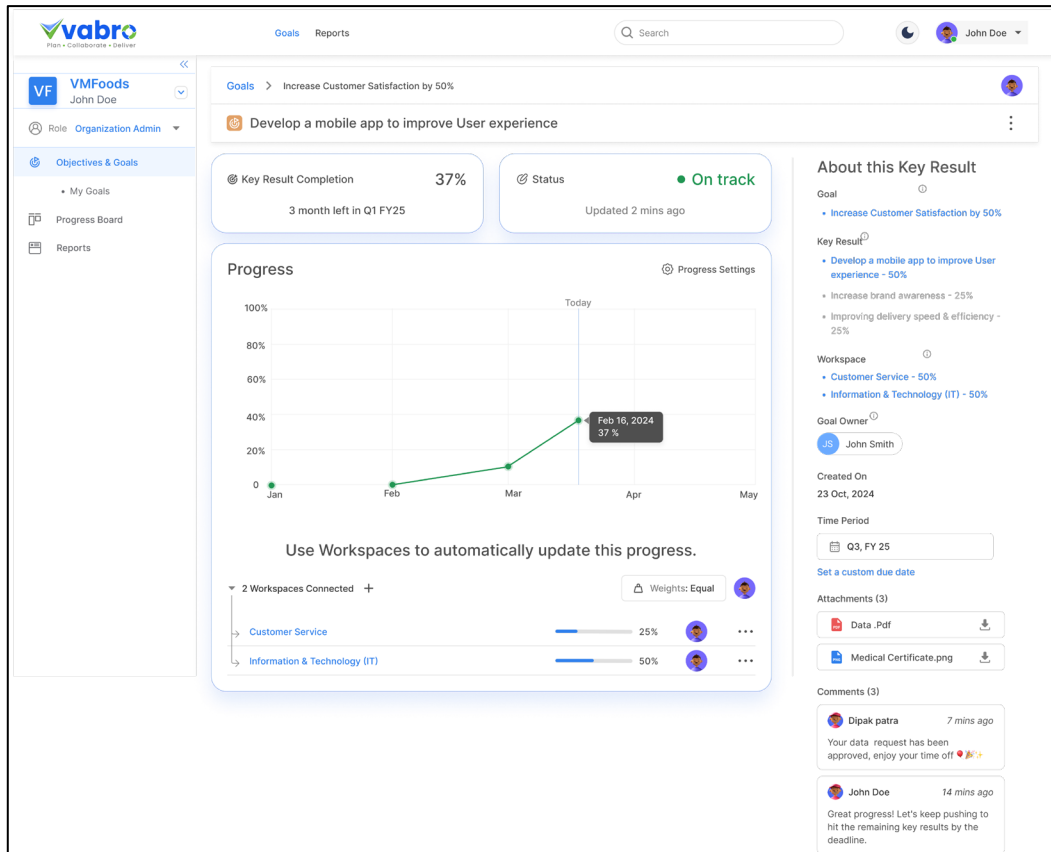 vabro
Plan • Collaborate • Deliver
Goals
Reports
Search
John Doe
VF
VMFoods
John Doe
Role Organization Admin
Objectives & Goals
• My Goals
Progress Board
Reports
Goals > Increase Customer Satisfaction by 50%
Develop a mobile app to improve User experience
Key Result Completion
37%
3 month left in Q1 FY25
Status
• On track
Updated 2 mins ago
Progress
Progress Settings
Today
100%
80%
60%
40%
20%
0
Feb 16, 2024
37 %
Jan
Feb
Mar
Apr
May
Use Workspaces to automatically update this progress.
2 Workspaces Connected +
Weights: Equal
Customer Service
25%
Information & Technology (IT)
50%
About this Key Result
Goal
• Increase Customer Satisfaction by 50%
Key Result
• Develop a mobile app to improve User
experience - 50%
• Increase brand awareness - 25%
• Improving delivery speed & efficiency -
25%
Workspace
• Customer Service - 50%
• Information & Technology (IT) - 50%
Goal Owner
JS
John Smith
Created On
23 Oct, 2024
Time Period
Q3, FY 25
Set a custom due date
Attachments (3)
PDF
Data .Pdf
PNG
Medical Certificate.png
Comments (3)
Dipak patra
7 mins ago
Your data request has been
approved, enjoy your time off 🎈🎉✨
John Doe
14 mins ago
Great progress! Let's keep pushing to
hit the remaining key results by the
deadline.